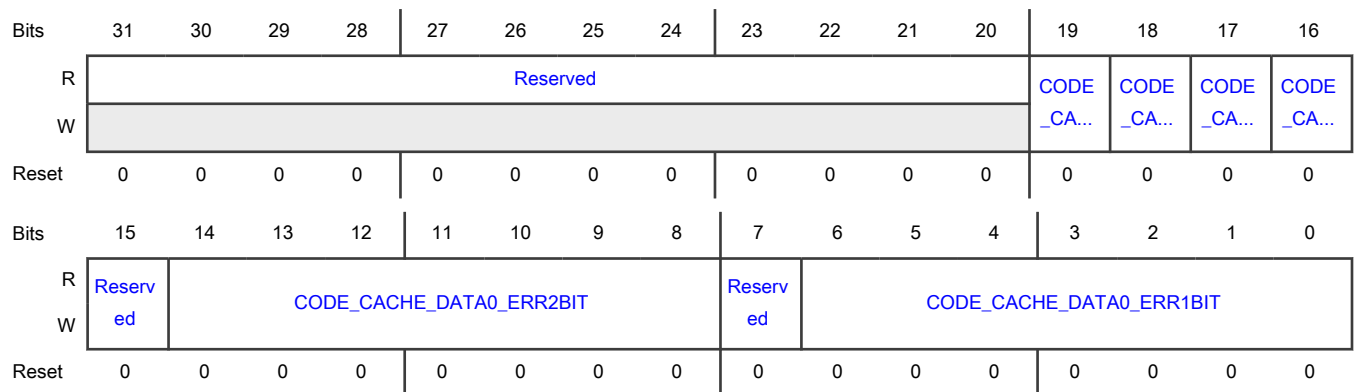 Bits 31 30 29 28 27 26 25 24 23 22 21 20 19 18 17 16
R Reserved CODE CODE CODE CODE
W _CA... _CA... _CA... _CA...
Reset 0 0 0 0 0 0 0 0 0 0 0 0 0 0 0 0
Bits 15 14 13 12 11 10 9 8 7 6 5 4 3 2 1 0
R Reserv CODE_CACHE_DATA0_ERR2BIT Reserv CODE_CACHE_DATA0_ERR1BIT
W ed ed
Reset 0 0 0 0 0 0 0 0 0 0 0 0 0 0 0 0